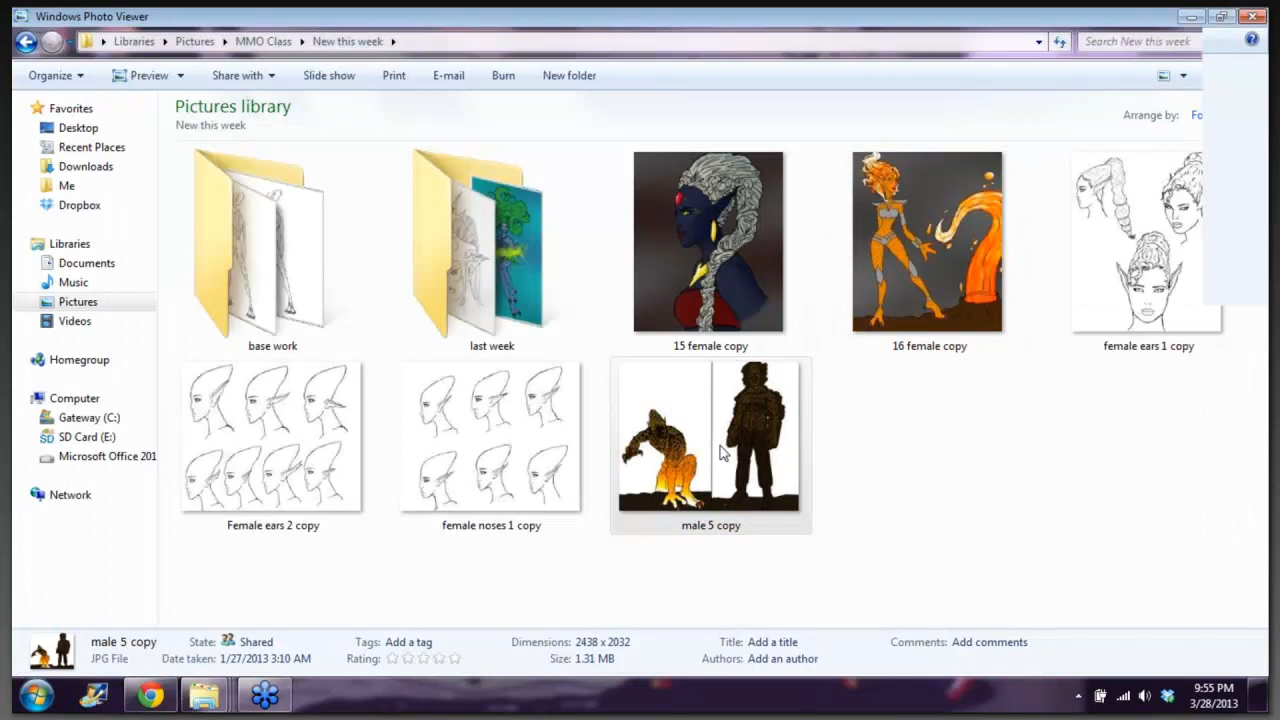 Windows Photo Viewer
Libraries Pictures MMO Class New this week
Search New this week
Organize Preview Share with Slide show Print E-mail Burn New folder
Favorites
Desktop
Recent Places
Downloads
Me
Dropbox
Libraries
Documents
Music
Pictures
Videos
Homegroup
Computer
Gateway (C:)
SD Card (E:)
Microsoft Office 201
Network
Pictures library
New this week
Arrange by: Fo
base work
last week
15 female copy
16 female copy
female ears 1 copy
Female ears 2 copy
female noses 1 copy
male 5 copy
male 5 copy State: Shared Tags: Add a tag Dimensions: 2438 x 2032 Title: Add a title Comments: Add comments
JPG File Date taken: 1/27/2013 3:10 AM Rating: Size: 1.31 MB Authors: Add an author
9:55 PM
3/28/2013